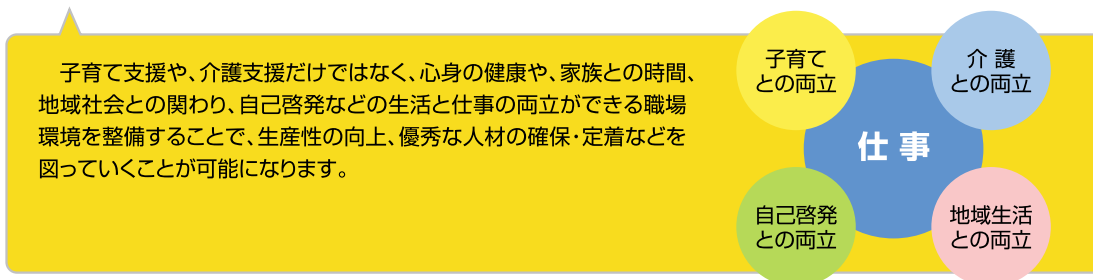 子育て支援や、介護支援だけではなく、心身の健康や、家族との時間、
地域社会との関わり、自己啓発などの生活と仕事の両立ができる職場
環境を整備することで、生産性の向上、優秀な人材の確保・定着などを
図っていくことが可能になります。
子育て
との両立
介 護
との両立
仕 事
自己啓発
との両立
地域生活
との両立